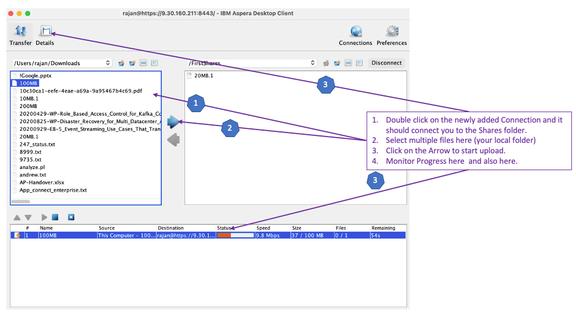 rajan@https://9.30.160.211:8443/ - IBM Aspera Desktop Client
Transfer Details Connections Preferences
/Users/rajan/Downloads /FirstShares Disconnect
!Google.pptx
100MB
10c30ca1-eefe-4eae-a69a-9a95467b4c69.pdf
10MB.1
200MB
20200429-WP-Role_Based_Access_Control_for_Kafka_Co
20200825-WP-Disaster_Recovery_for_Multi_Datacenter_
20200929-EB-5_Event_Streaming_Use_Cases_That_Tran
20MB.1
247_status.txt
8999.txt
9735.txt
analyze.pl
andrew.txt
AP-Handover.xlsx
App_connect_enterprise.txt
20MB.1
3
1
2
1. Double click on the newly added Connection and it
should connect you to the Shares folder.
2. Select multiple files here (your local folder)
3. Click on the Arrow to start upload.
4. Monitor Progress here and also here.
3
# Name Source Destination Status Speed Size Files Remaining
1 100MB This Computer - 100... rajan@https://9.30.1... 9.8 Mbps 37 / 100 MB 0 / 1 54s